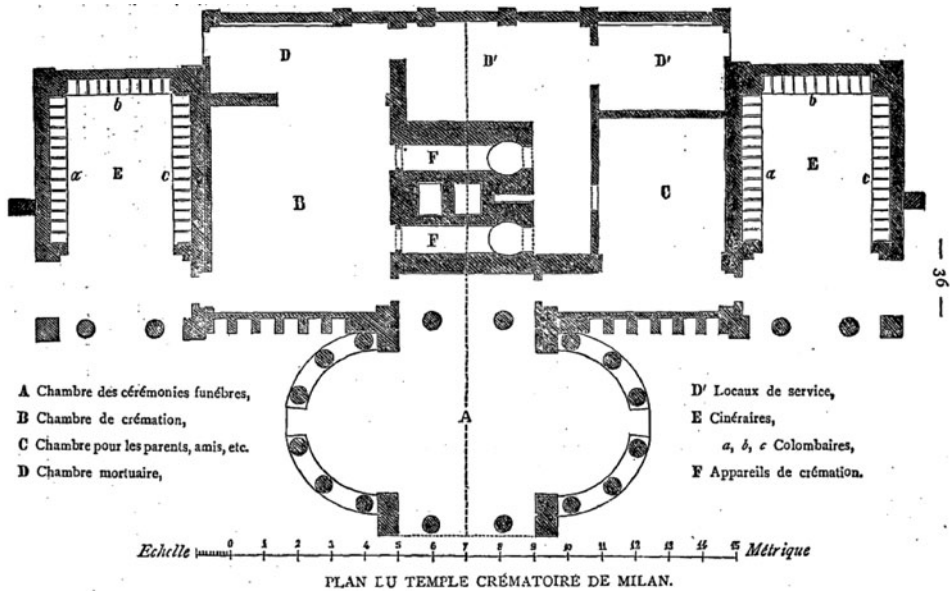 D
D'
D'
b
b
F
a
E
c
a
E
c
B
C
F
— 36 —
A Chambre des cérémonies funébres,
B Chambre de crémation,
C Chambre pour les parents, amis, etc.
D Chambre mortuaire,
A
D' Locaux de service,
E Cinéraires,
a, b, c Colombaires,
F Appareils de crémation.
Echelle 0 1 2 3 4 5 6 7 8 9 10 11 12 13 14 15 Métrique
PLAN DU TEMPLE CRÉMATOIRE DE MILAN.